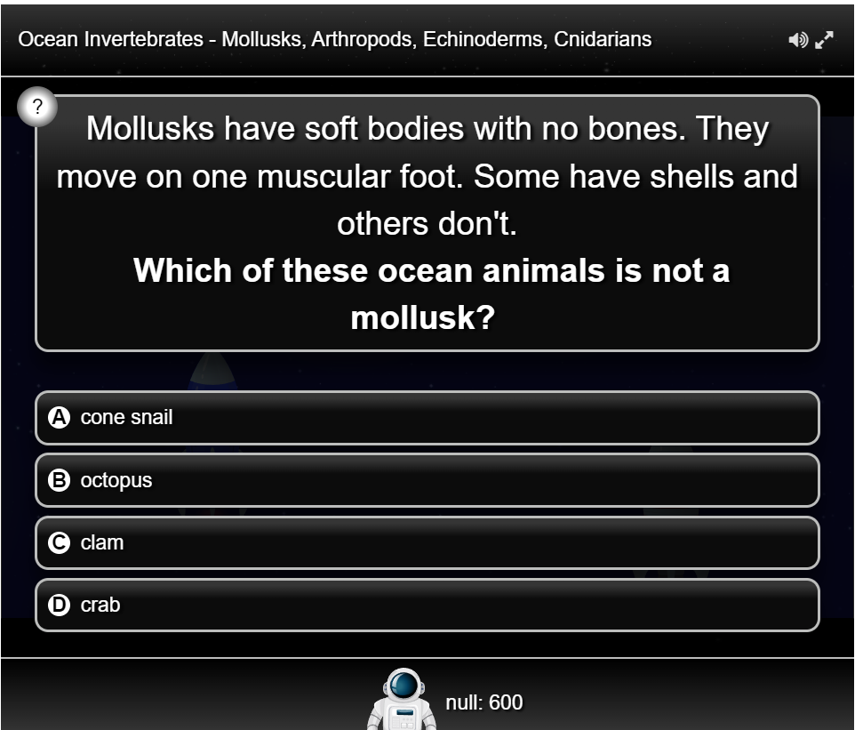 Ocean Invertebrates - Mollusks, Arthropods, Echinoderms, Cnidarians
?
Mollusks have soft bodies with no bones. They
move on one muscular foot. Some have shells and
others don't.
Which of these ocean animals is not a
mollusk?
A cone snail
B octopus
C clam
D crab
null: 600